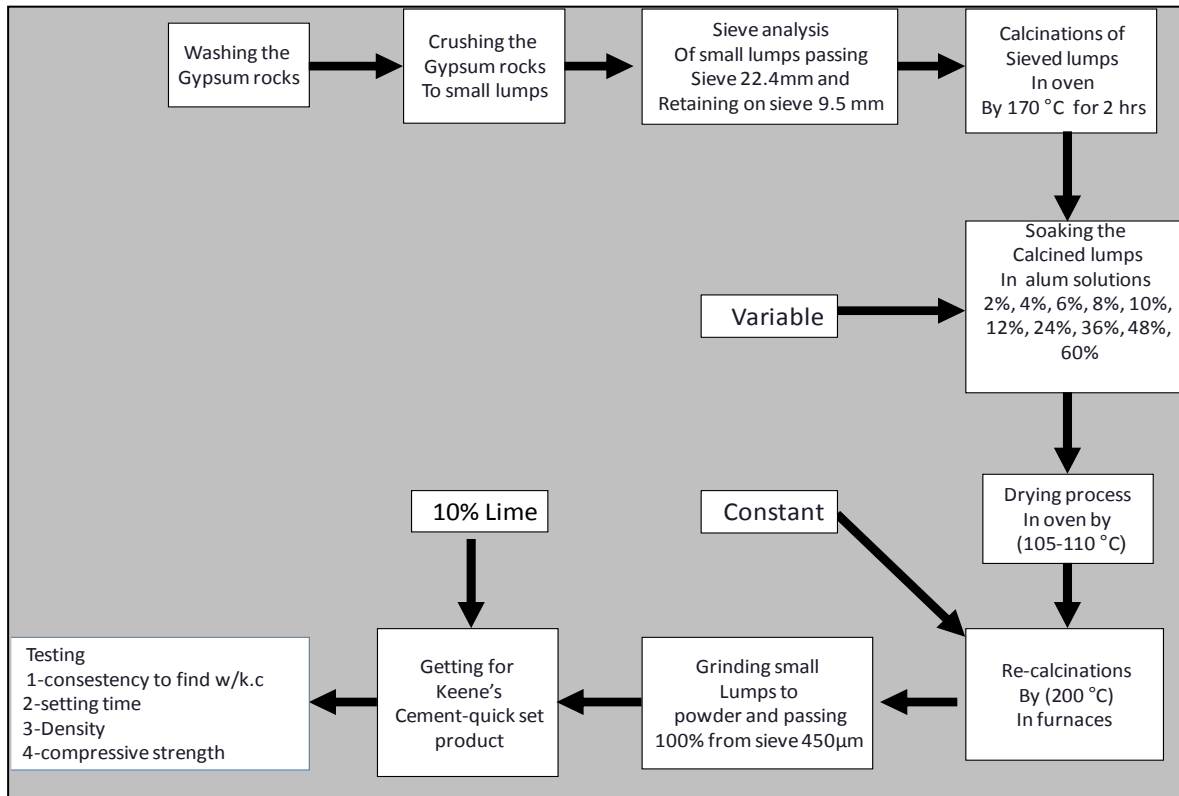 Washing the
Gypsum rocks
Crushing the
Gypsum rocks
To small lumps
Sieve analysis
Of small lumps passing
Sieve 22.4mm and
Retaining on sieve 9.5 mm
Calcinations of
Sieved lumps
In oven
By 170 °C for 2 hrs
Soaking the
Calcined lumps
In alum solutions
2%, 4%, 6%, 8%, 10%,
12%, 24%, 36%, 48%,
60%
Variable
Drying process
In oven by
(105-110 °C)
Constant
Re-calcinations
By (200 °C)
In furnaces
Grinding small
Lumps to
powder and passing
100% from sieve 450µm
10% Lime
Getting for
Keene's
Cement-quick set
product
Testing
1-consestency to find w/k.c
2-setting time
3-Density
4-compressive strength